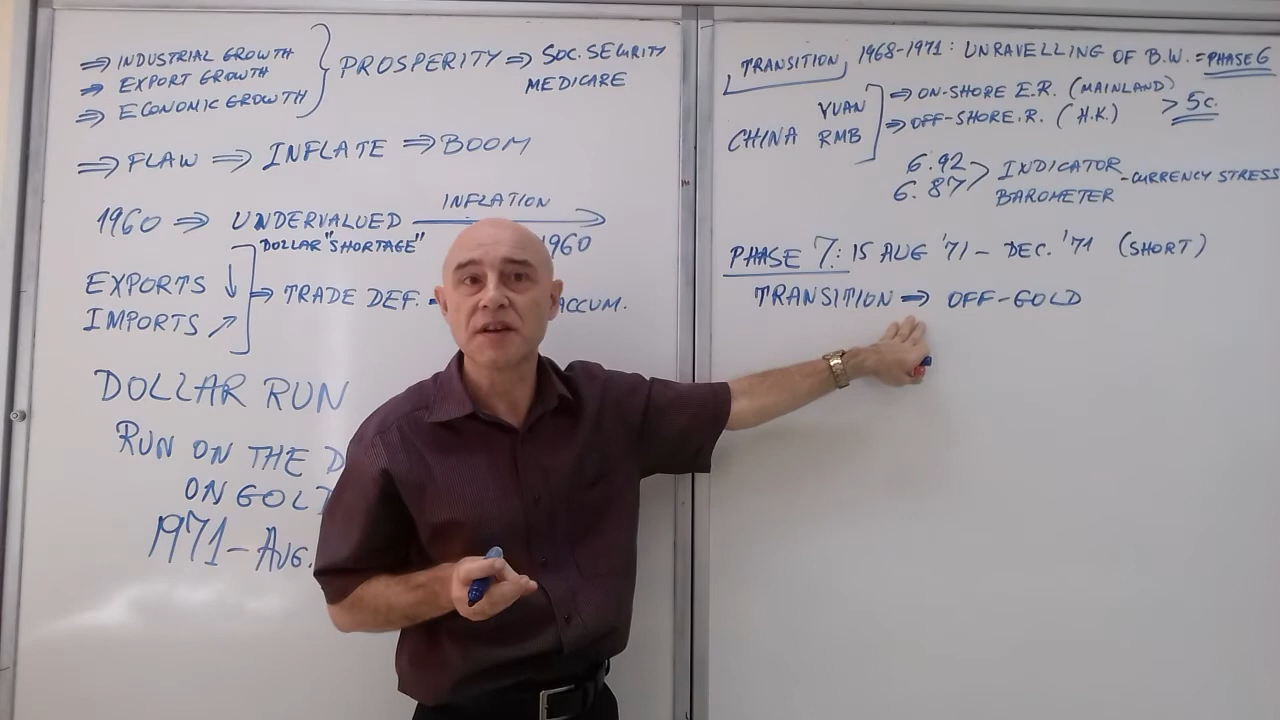 ⇒ INDUSTRIAL GROWTH
⇒ EXPORT GROWTH
⇒ ECONOMIC GROWTH
} PROSPERITY ⇒ SOC. SECURITY
MEDICARE
⇒ FLAW ⇒ INFLATE ⇒ BOOM
1960 ⇒ UNDERVALUED INFLATION
DOLLAR "SHORTAGE" 1960
EXPORTS ↓
IMPORTS ↗
⇒ TRADE DEF. ACCUM.
DOLLAR RUN
RUN ON THE D
ON GOLD
1971 - AUG.
TRANSITION, 1968-1971: UNRAVELLING OF B.W. = PHASE 6
CHINA YUAN RMB
⇒ ON-SHORE E.R. (MAINLAND)
⇒ OFF-SHORE.R. (H.K.)
> 5c.
6.92
6.87
> INDICATOR
BAROMETER - CURRENCY STRESS
PHASE 7: 15 AUG '71 - DEC. '71 (SHORT)
TRANSITION ⇒ OFF-GOLD